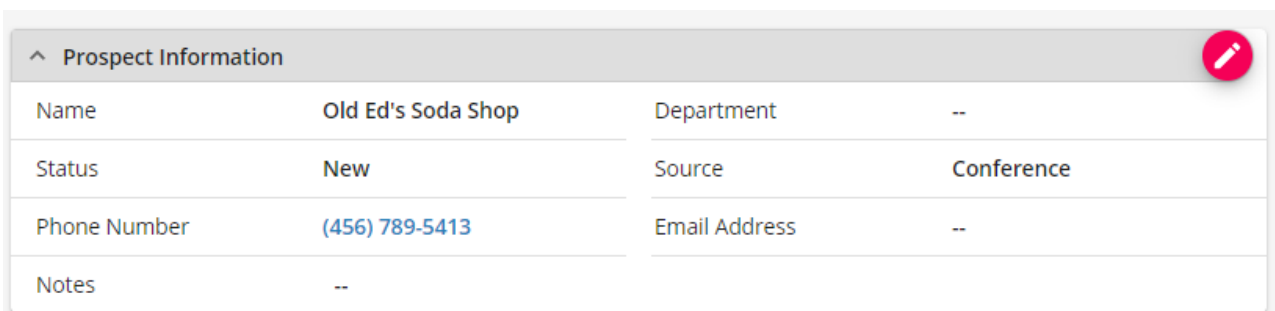 Prospect Information
Name Old Ed's Soda Shop Department --
Status New Source Conference
Phone Number (456) 789-5413 Email Address --
Notes --